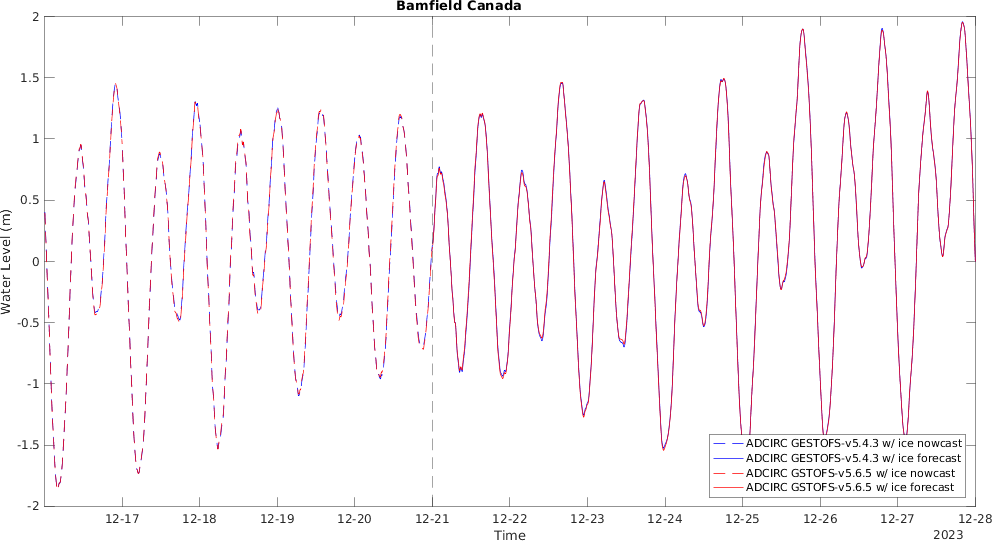 Bamfield Canada
2
1.5
1
0.5
0
-0.5
-1
-1.5
-2
Water Level (m)
ADCIRC GESTOFS-v5.4.3 w/ ice nowcast
ADCIRC GESTOFS-v5.4.3 w/ ice forecast
ADCIRC GSTOFS-v5.6.5 w/ ice nowcast
ADCIRC GSTOFS-v5.6.5 w/ ice forecast
12-17 12-18 12-19 12-20 12-21 12-22 12-23 12-24 12-25 12-26 12-27 12-28
Time
2023